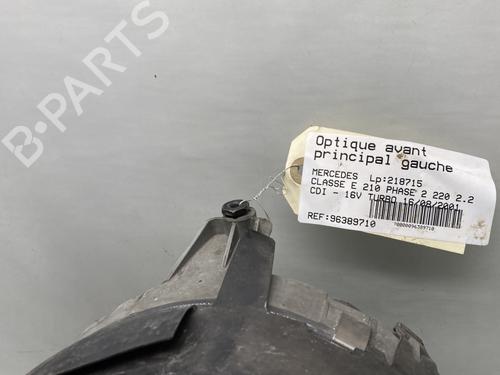 B-PARTS
Optique avant
principal gauche
MERCEDES Lp:218715
CLASSE E 210 PHASE 2 220 2.2
CDI - 16V TURBO 16/08/2001
REF:96389710